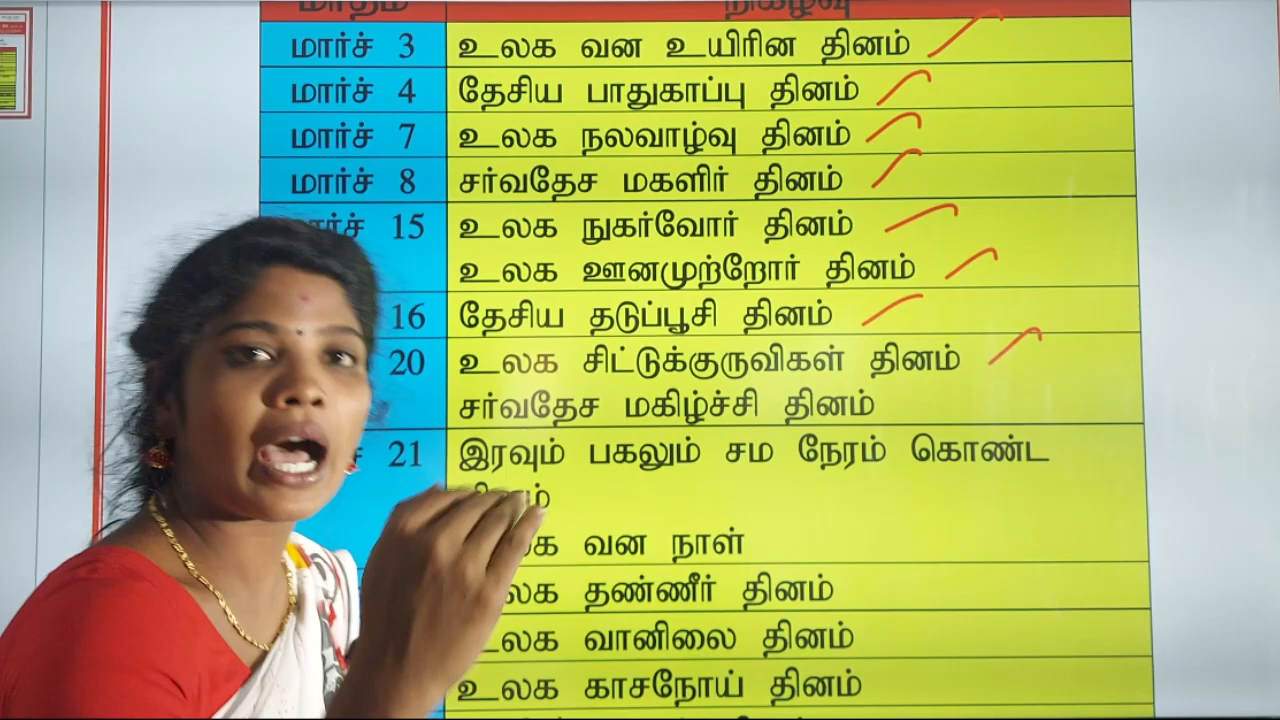 மாதம் நிகழ்வு
மார்ச் 3 உலக வன உயிரின தினம்
மார்ச் 4 தேசிய பாதுகாப்பு தினம்
மார்ச் 7 உலக நலவாழ்வு தினம்
மார்ச் 8 சர்வதேச மகளிர் தினம்
15 உலக நுகர்வோர் தினம்
உலக ஊனமுற்றோர் தினம்
16 தேசிய தடுப்பூசி தினம்
20 உலக சிட்டுக்குருவிகள் தினம்
சர்வதேச மகிழ்ச்சி தினம்
21 இரவும் பகலும் சம நேரம் கொண்ட
வன நாள்
தண்ணீர் தினம்
வானிலை தினம்
உலக காசநோய் தினம்